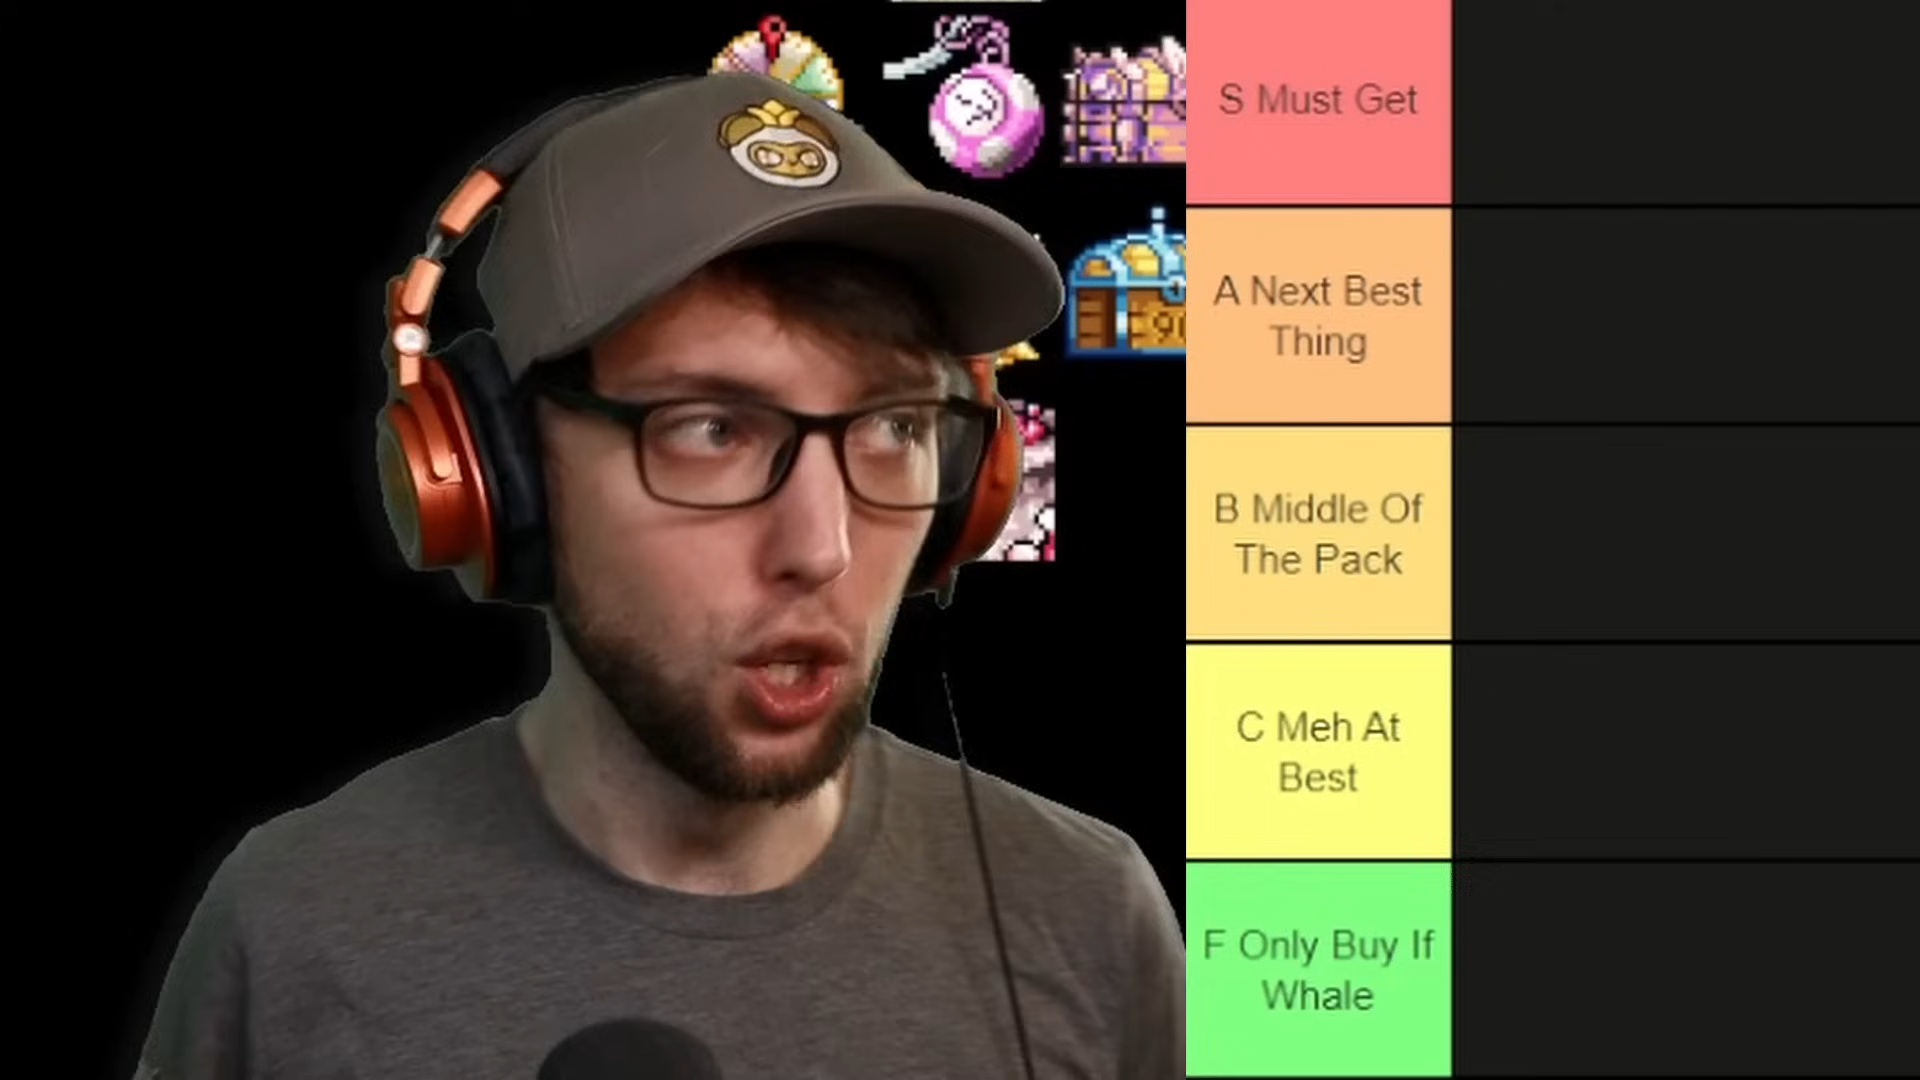 S Must Get
A Next Best
Thing
B Middle Of
The Pack
C Meh At
Best
F Only Buy If
Whale